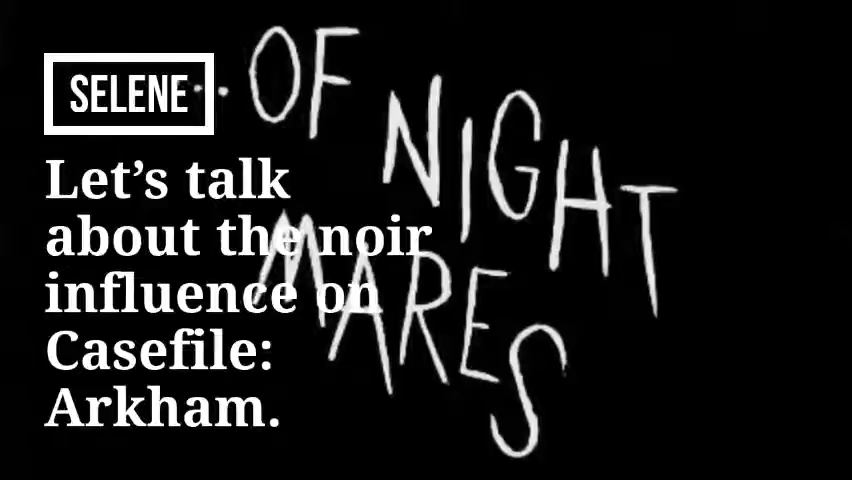 SELENE
Let’s talk
about the noir
influence on
Casefile:
Arkham.
..OF
NIGHT
MARES